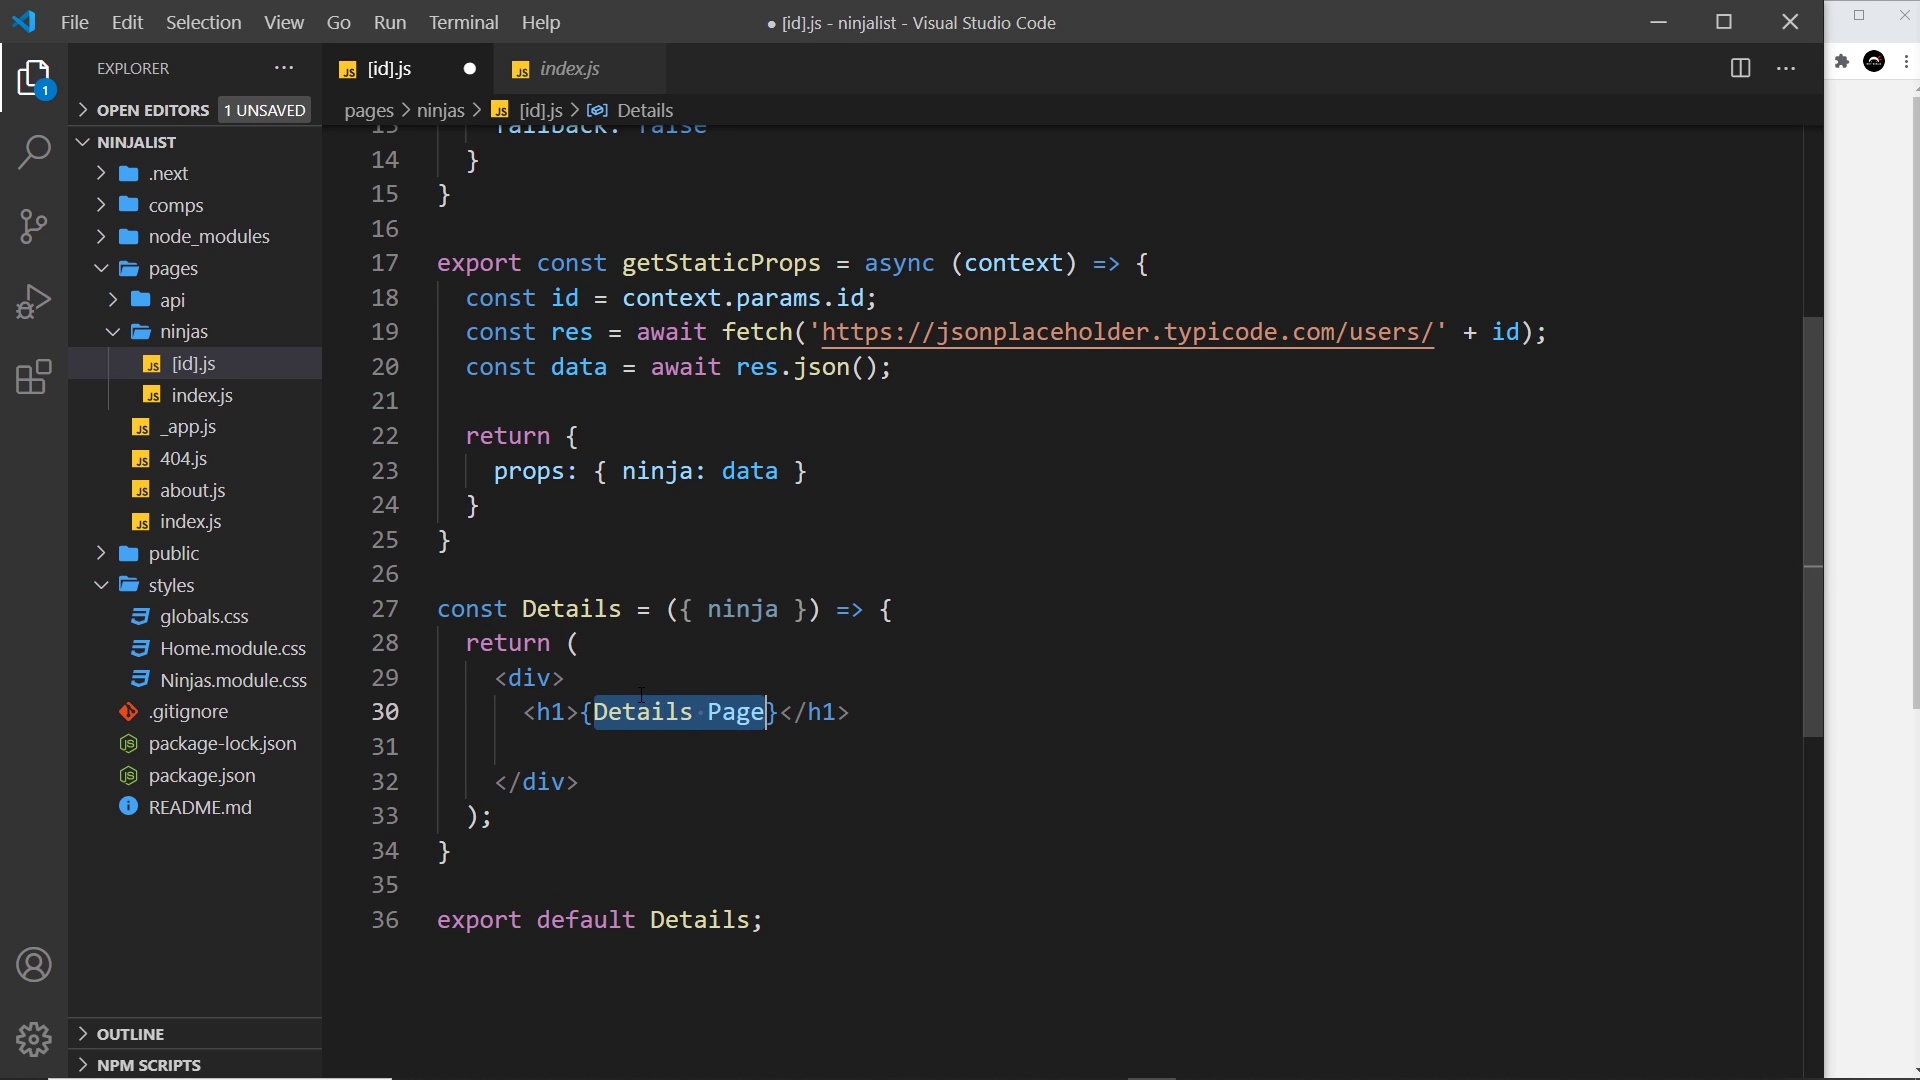 File Edit Selection View Go Run Terminal Help
● [id].js - ninjalist - Visual Studio Code
EXPLORER
OPEN EDITORS 1 UNSAVED
NINJALIST
.next
comps
node_modules
pages
api
ninjas
[id].js
index.js
_app.js
404.js
about.js
index.js
public
styles
globals.css
Home.module.css
Ninjas.module.css
.gitignore
package-lock.json
package.json
README.md
OUTLINE
NPM SCRIPTS
1
JS [id].js ●
JS index.js
pages > ninjas > JS [id].js > Details
13 fallback: false
14 }
15 }
16
17 export const getStaticProps = async (context) => {
18 const id = context.params.id;
19 const res = await fetch('https://jsonplaceholder.typicode.com/users/' + id);
20 const data = await res.json();
21
22 return {
23 props: { ninja: data }
24 }
25 }
26
27 const Details = ({ ninja }) => {
28 return (
29 <div>
30 <h1>{Details Page}</h1>
31
32 </div>
33 );
34 }
35
36 export default Details;